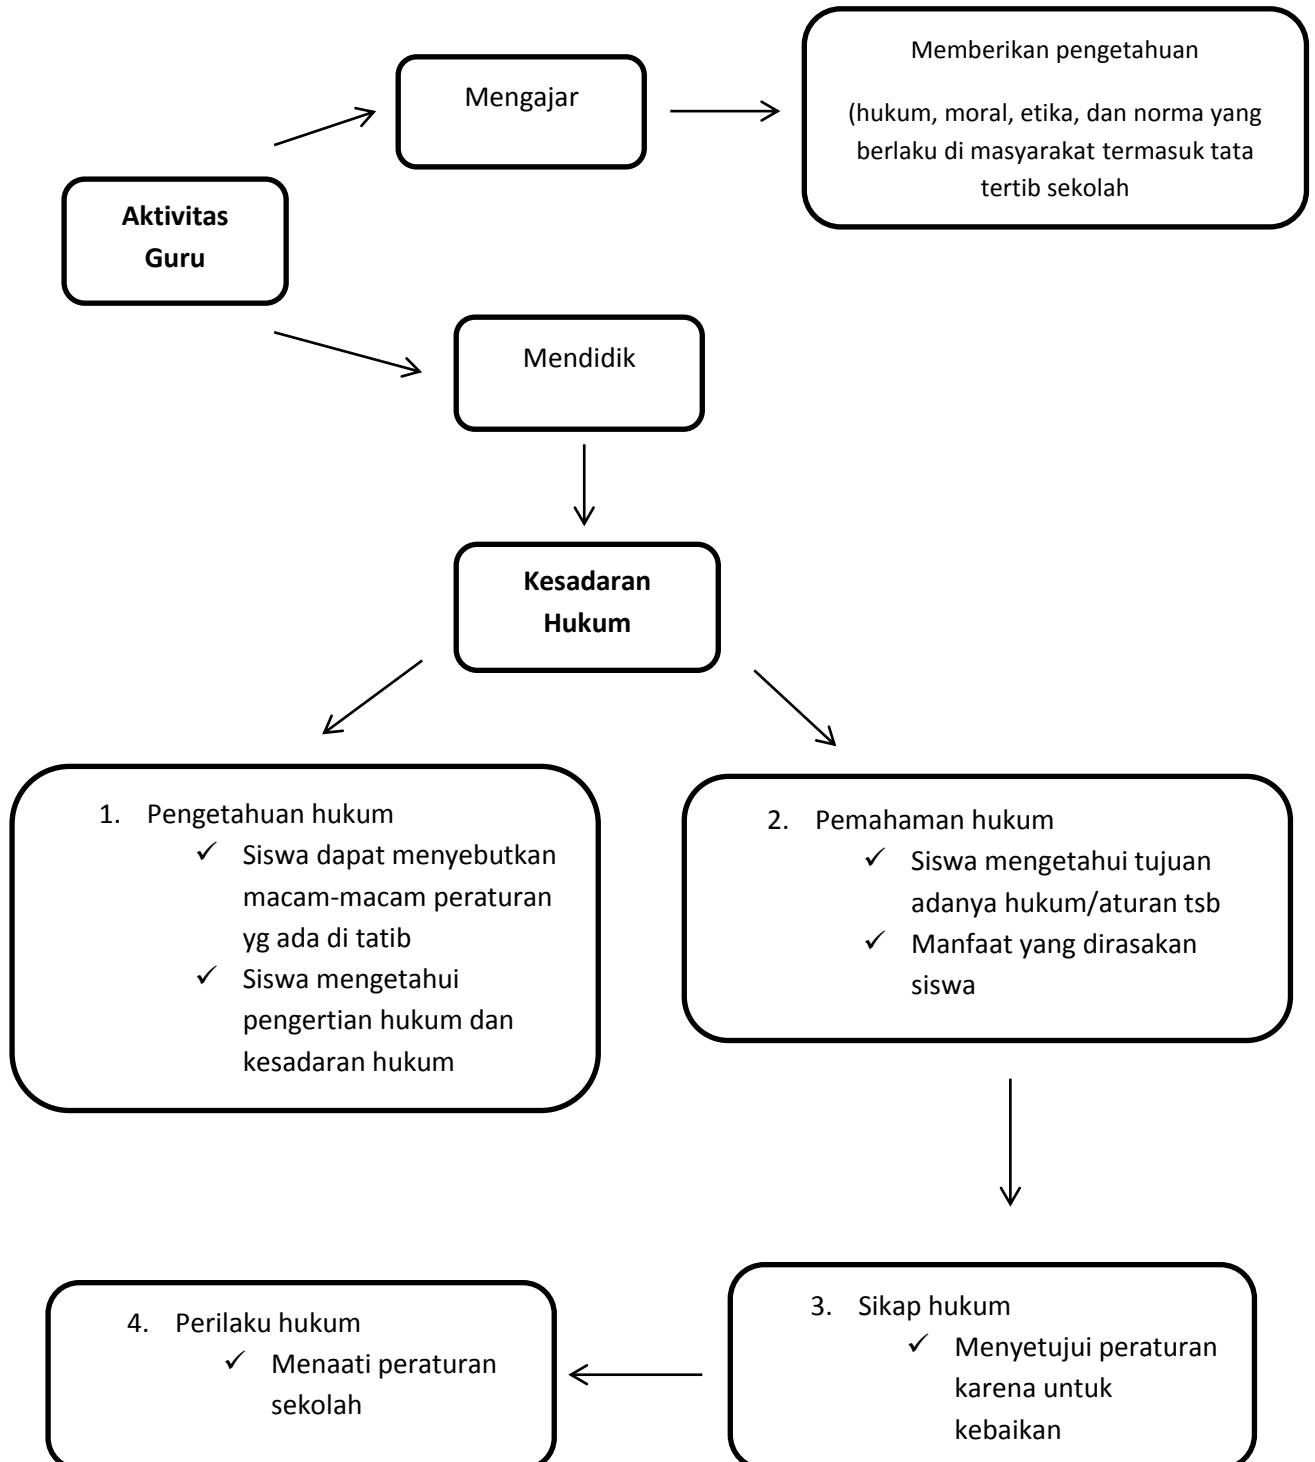 Mengajar
Memberikan pengetahuan
(hukum, moral, etika, dan norma yang
berlaku di masyarakat termasuk tata
tertib sekolah
Aktivitas
Guru
Mendidik
Kesadaran
Hukum
1. Pengetahuan hukum
✓ Siswa dapat menyebutkan
macam-macam peraturan
yg ada di tatib
✓ Siswa mengetahui
pengertian hukum dan
kesadaran hukum
2. Pemahaman hukum
✓ Siswa mengetahui tujuan
adanya hukum/aturan tsb
✓ Manfaat yang dirasakan
siswa
3. Sikap hukum
✓ Menyetujui peraturan
karena untuk
kebaikan
4. Perilaku hukum
✓ Menaati peraturan
sekolah